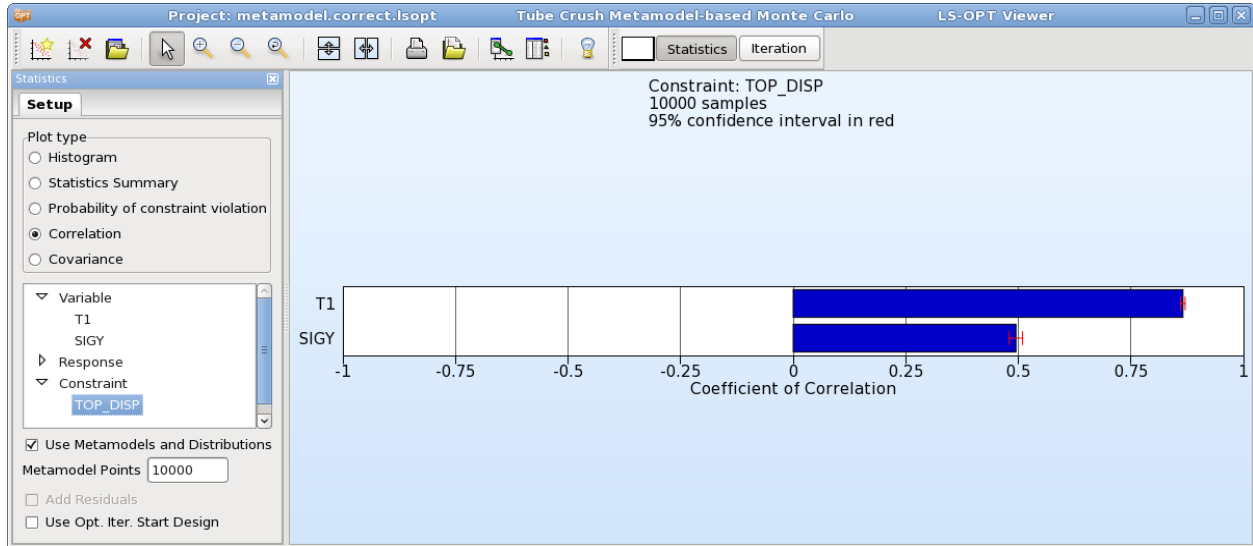 OPT Project: metamodel.correct.lsopt Tube Crush Metamodel-based Monte Carlo LS-OPT Viewer
Statistics Iteration
Statistics
Setup
Plot type
Histogram
Statistics Summary
Probability of constraint violation
Correlation
Covariance
Variable
T1
SIGY
Response
Constraint
TOP_DISP
Use Metamodels and Distributions
Metamodel Points 10000
Add Residuals
Use Opt. Iter. Start Design
Constraint: TOP_DISP
10000 samples
95% confidence interval in red
T1
SIGY
-1 -0.75 -0.5 -0.25 0 0.25 0.5 0.75 1
Coefficient of Correlation